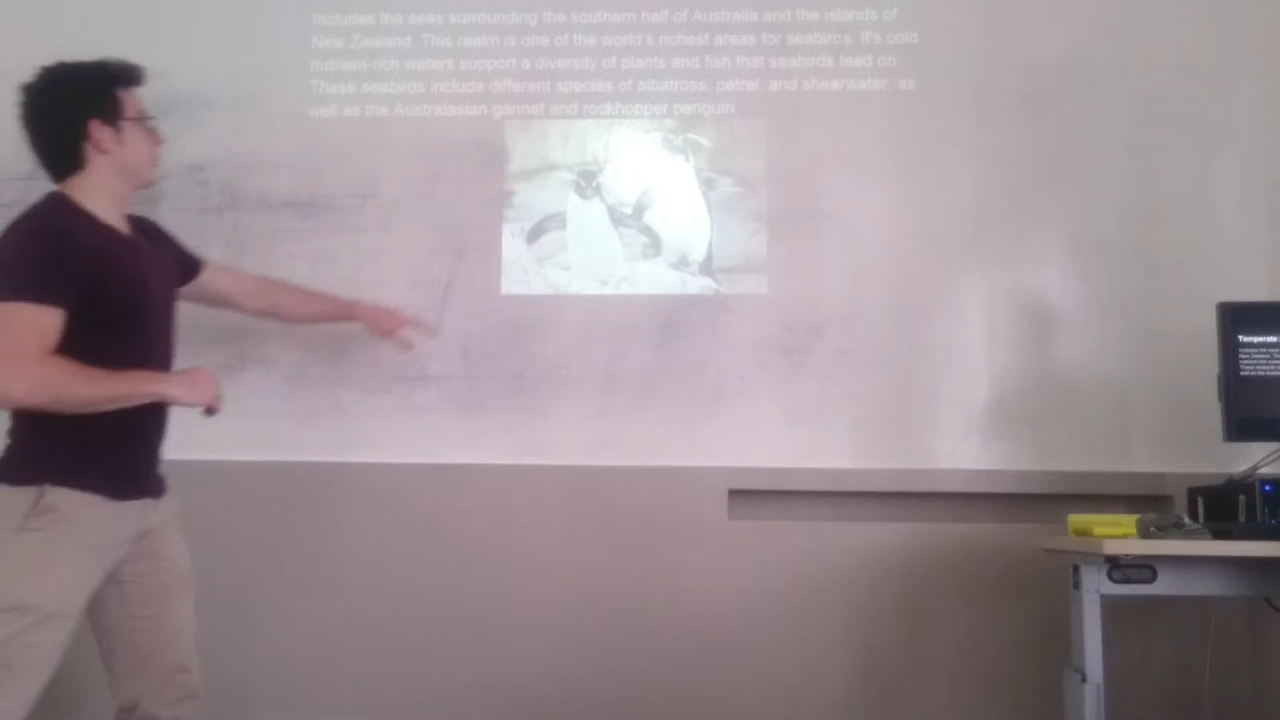 Includes the seas surrounding the southern half of Australia and the islands of
New Zealand. This realm is one of the world's richest areas for seabirds. It's cold
nutrient-rich waters support a diversity of plants and fish that seabirds feed on.
These seabirds include different species of albatross, petrel, and shearwater, as
well as the Australasian gannet and rockhopper penguin
Temperate